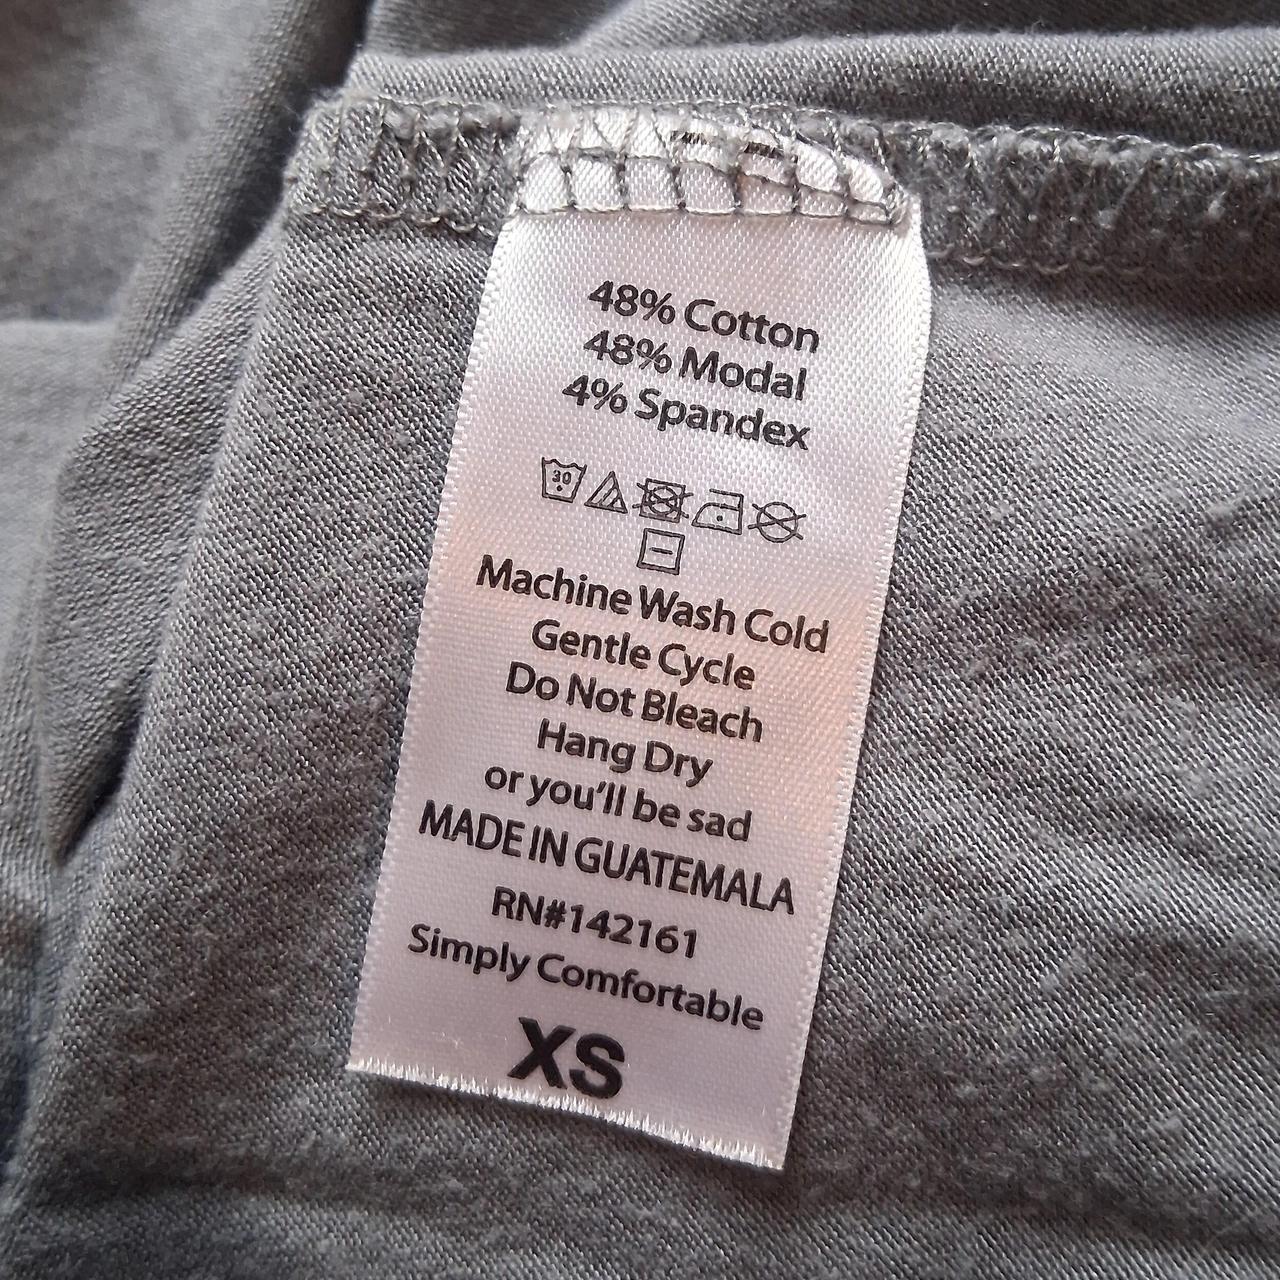 48% Cotton
48% Modal
4% Spandex
30
Machine Wash Cold
Gentle Cycle
Do Not Bleach
Hang Dry
or you'll be sad
MADE IN GUATEMALA
RN#142161
Simply Comfortable
XS